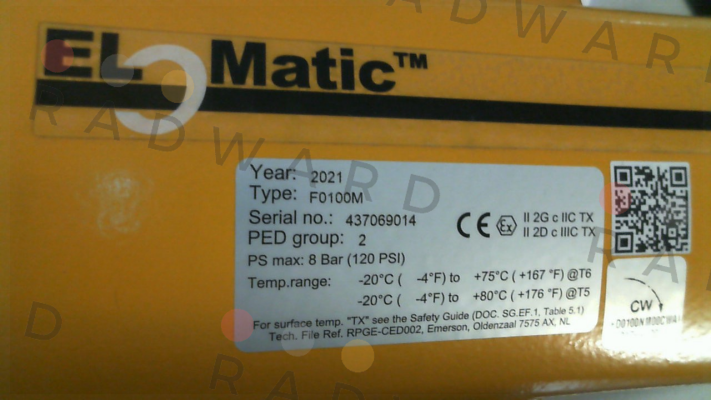 EL Matic™
RADWARD
RADWARD
Year: 2021
Type: F0100M
Serial no.: 437069014
PED group: 2
PS max: 8 Bar (120 PSI)
CE Ex II 2G c IIC TX
II 2D c IIIC TX
Temp.range: -20°C ( -4°F) to +75°C ( +167 °F) @T6
-20°C ( -4°F) to +80°C ( +176 °F) @T5
For surface temp. "TX" see the Safety Guide (DOC. SG.EF.1, Table 5.1)
Tech. File Ref. RPGE-CED002, Emerson, Oldenzaal 7575 AX, NL
CW